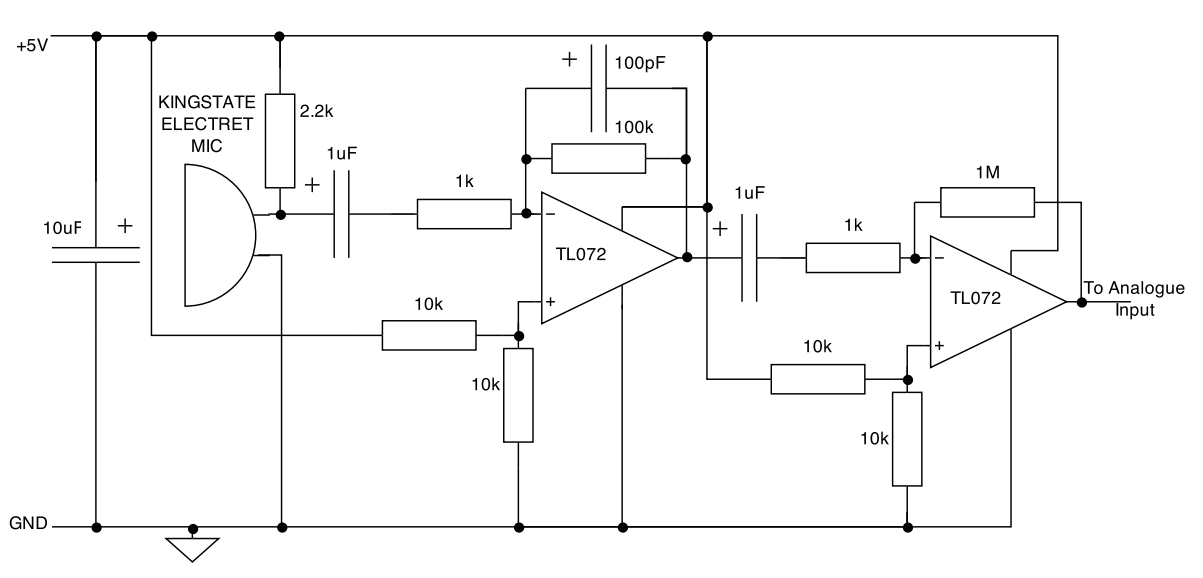 +5V
KINGSTATE
ELECTRET
MIC
2.2k
+
100pF
100k
1uF
+
1k
10uF
+
−
TL072
+
1uF
+
1k
1M
−
TL072
+
To Analogue
Input
10k
10k
10k
10k
GND